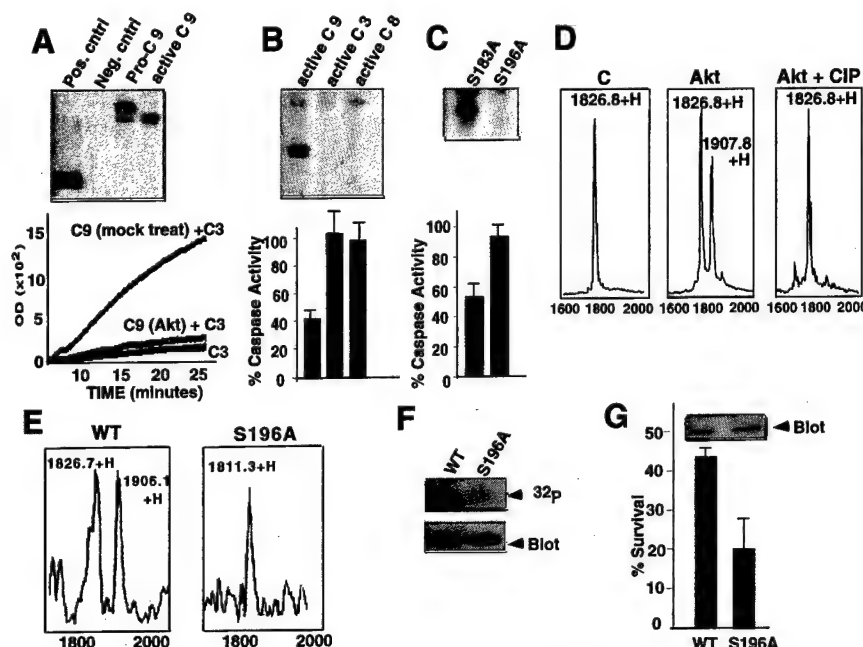 A
Pos. cntrl
Neg. cntrl
Pro-C 9
active C 9
OD (x10²)
15
10
5
0
C9 (mock treat) +C3
C9 (Akt) + C3
C3
10 15 20 25
TIME (minutes)
B
active C 9
active C 3
active C 8
% Caspase Activity
100
80
60
40
20
0
C
S183A
S196A
% Caspase Activity
100
80
60
40
20
0
D
C
1826.8+H
1600 1800 2000
Akt
1826.8+H
1907.8
+H
1600 1800 2000
Akt + CIP
1826.8+H
1600 1800 2000
E
WT
1826.7+H
1906.1
+H
1800 2000
S196A
1811.3+H
1800 2000
F
WT
S196A
32P
Blot
G
Blot
% Survival
50
40
30
20
10
0
WT S196A